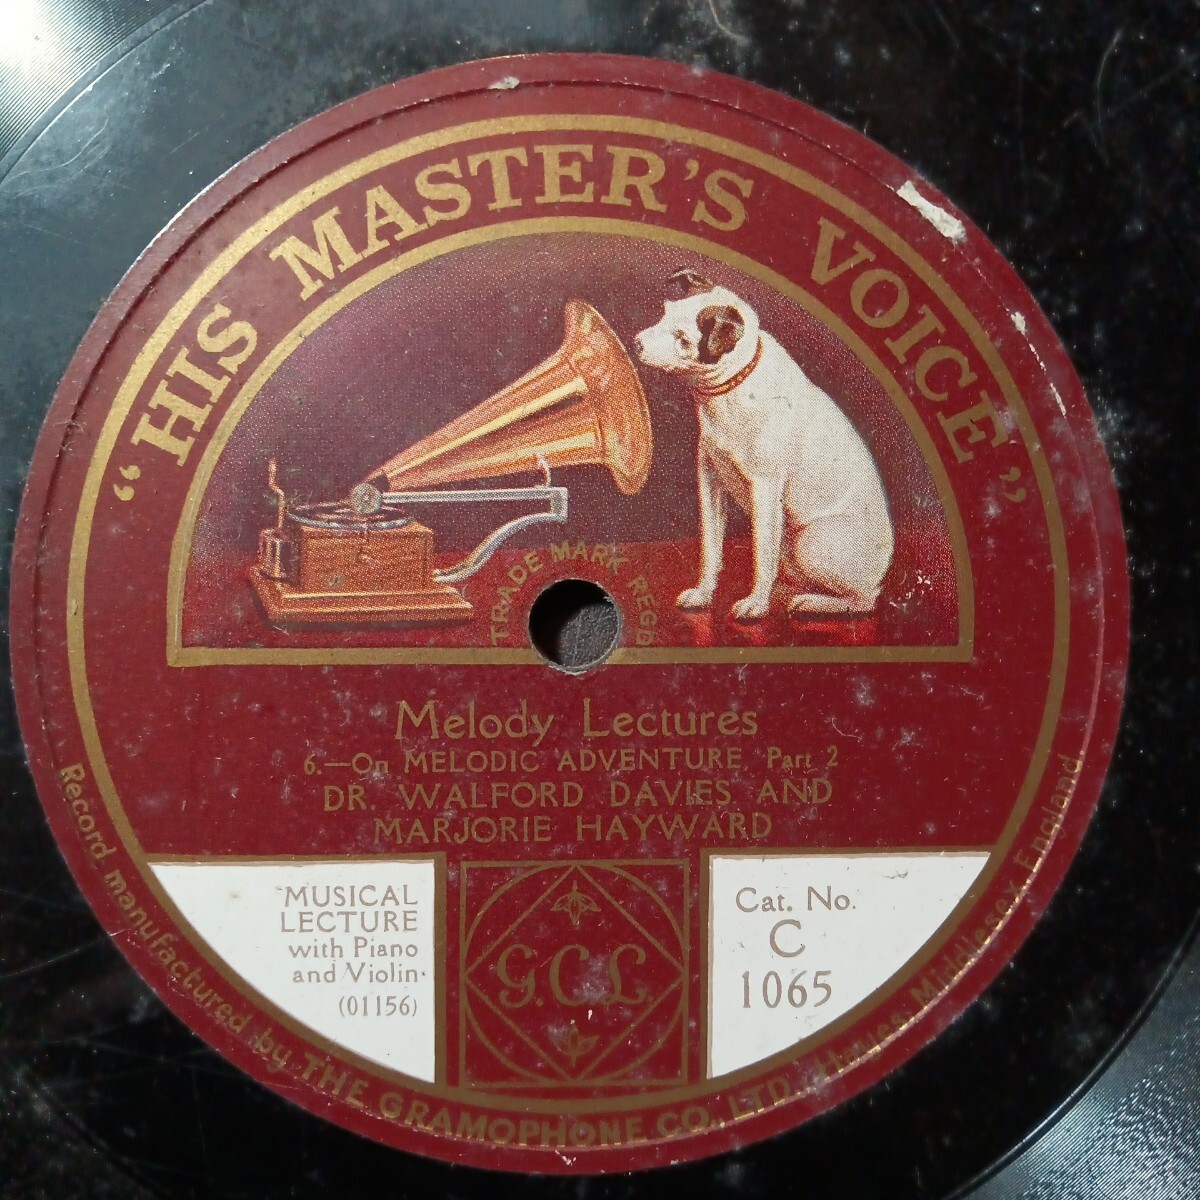 “HIS MASTER’S VOICE”
TRADE MARK REGD
Melody Lectures
6.—On MELODIC ADVENTURE, Part 2
DR. WALFORD DAVIES AND
MARJORIE HAYWARD
MUSICAL
LECTURE
with Piano
and Violin
(01156)
G.C.L.
Cat. No.
C
1065
Record manufactured by THE GRAMOPHONE CO., LTD., Hayes, Middlesex, England